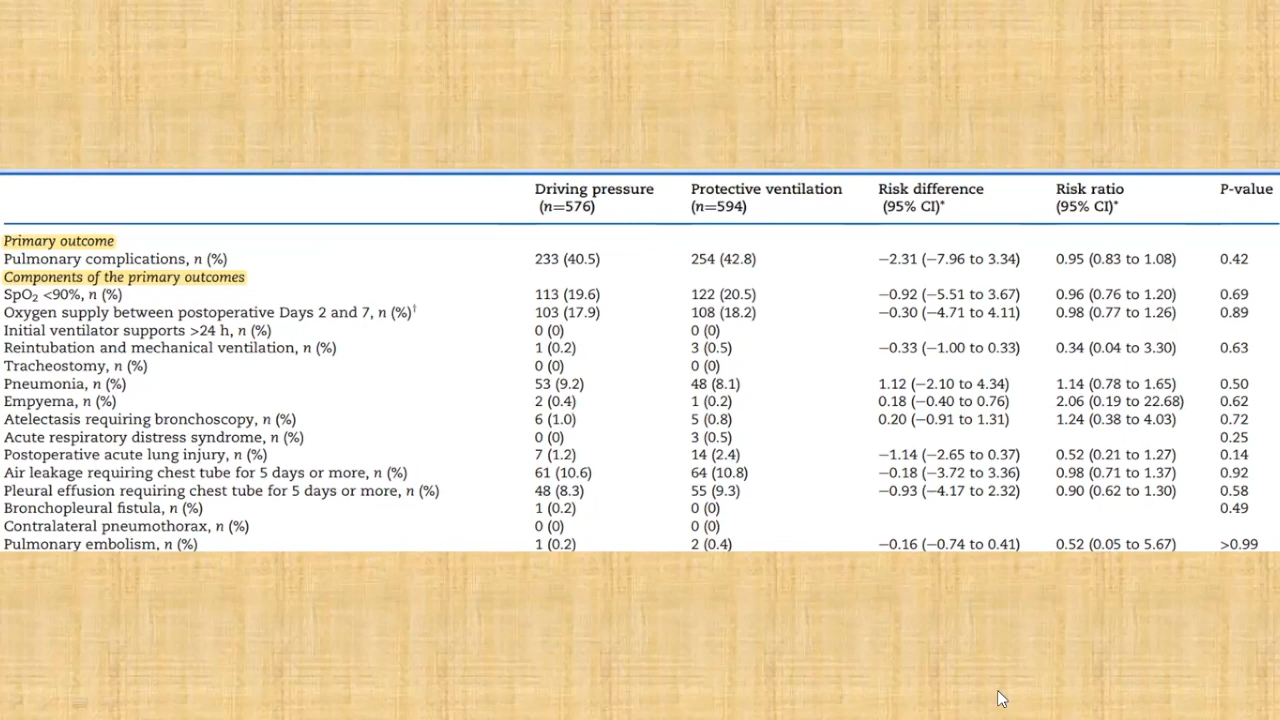 Driving pressure Protective ventilation Risk difference Risk ratio P-value
(n=576) (n=594) (95% CI)* (95% CI)*
Primary outcome
Pulmonary complications, n (%) 233 (40.5) 254 (42.8) −2.31 (−7.96 to 3.34) 0.95 (0.83 to 1.08) 0.42
Components of the primary outcomes
SpO₂ <90%, n (%) 113 (19.6) 122 (20.5) −0.92 (−5.51 to 3.67) 0.96 (0.76 to 1.20) 0.69
Oxygen supply between postoperative Days 2 and 7, n (%)† 103 (17.9) 108 (18.2) −0.30 (−4.71 to 4.11) 0.98 (0.77 to 1.26) 0.89
Initial ventilator supports >24 h, n (%) 0 (0) 0 (0)
Reintubation and mechanical ventilation, n (%) 1 (0.2) 3 (0.5) −0.33 (−1.00 to 0.33) 0.34 (0.04 to 3.30) 0.63
Tracheostomy, n (%) 0 (0) 0 (0)
Pneumonia, n (%) 53 (9.2) 48 (8.1) 1.12 (−2.10 to 4.34) 1.14 (0.78 to 1.65) 0.50
Empyema, n (%) 2 (0.4) 1 (0.2) 0.18 (−0.40 to 0.76) 2.06 (0.19 to 22.68) 0.62
Atelectasis requiring bronchoscopy, n (%) 6 (1.0) 5 (0.8) 0.20 (−0.91 to 1.31) 1.24 (0.38 to 4.03) 0.72
Acute respiratory distress syndrome, n (%) 0 (0) 3 (0.5) 0.25
Postoperative acute lung injury, n (%) 7 (1.2) 14 (2.4) −1.14 (−2.65 to 0.37) 0.52 (0.21 to 1.27) 0.14
Air leakage requiring chest tube for 5 days or more, n (%) 61 (10.6) 64 (10.8) −0.18 (−3.72 to 3.36) 0.98 (0.71 to 1.37) 0.92
Pleural effusion requiring chest tube for 5 days or more, n (%) 48 (8.3) 55 (9.3) −0.93 (−4.17 to 2.32) 0.90 (0.62 to 1.30) 0.58
Bronchopleural fistula, n (%) 1 (0.2) 0 (0) 0.49
Contralateral pneumothorax, n (%) 0 (0) 0 (0)
Pulmonary embolism, n (%) 1 (0.2) 2 (0.4) −0.16 (−0.74 to 0.41) 0.52 (0.05 to 5.67) >0.99